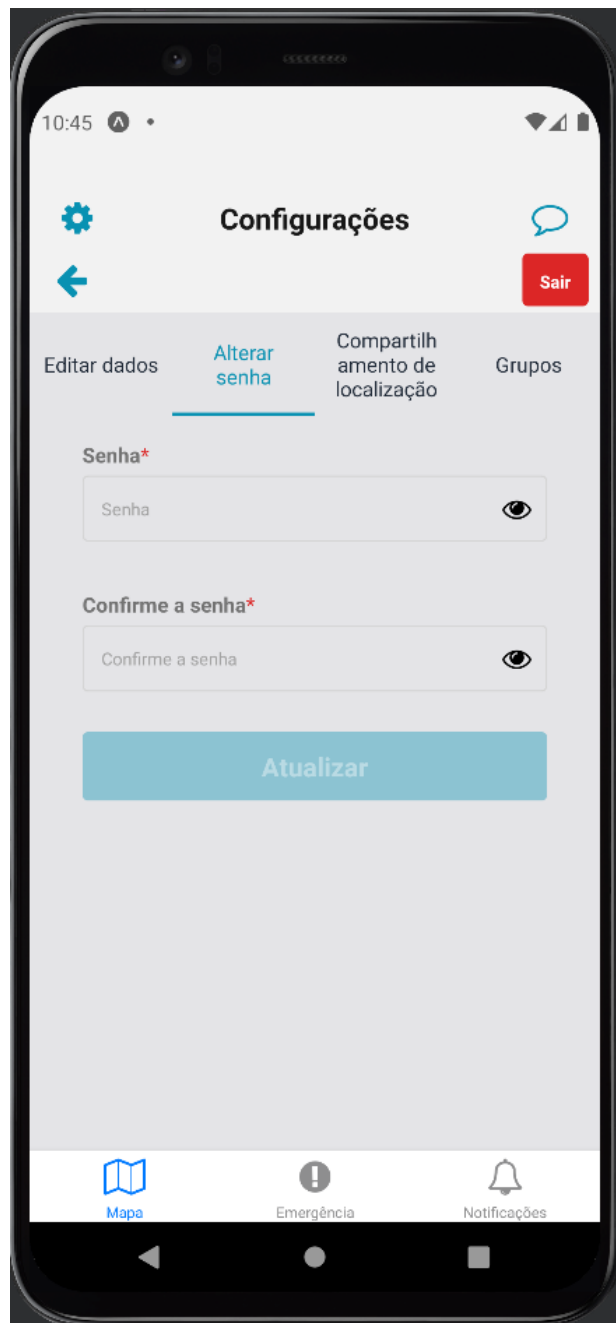 10:45
Configurações
Sair
Editar dados
Alterar
senha
Compartilh
amento de
localização
Grupos
Senha*
Senha
Confirme a senha*
Confirme a senha
Atualizar
Mapa
Emergência
Notificações